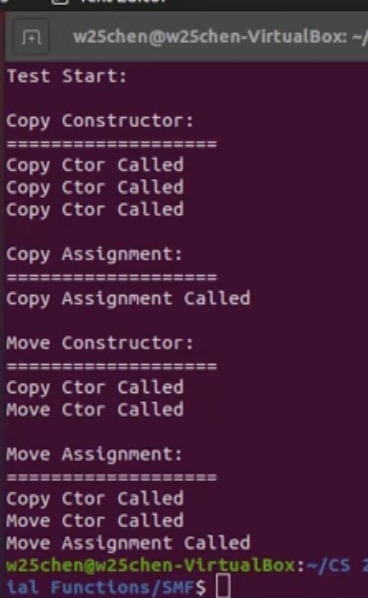 Text Editor
w25chen@w25chen-VirtualBox: ~/
Test Start:
Copy Constructor:
===================
Copy Ctor Called
Copy Ctor Called
Copy Ctor Called
Copy Assignment:
===================
Copy Assignment Called
Move Constructor:
===================
Copy Ctor Called
Move Ctor Called
Move Assignment:
===================
Copy Ctor Called
Move Ctor Called
Move Assignment Called
w25chen@w25chen-VirtualBox:~/CS 2
ial Functions/SMF$